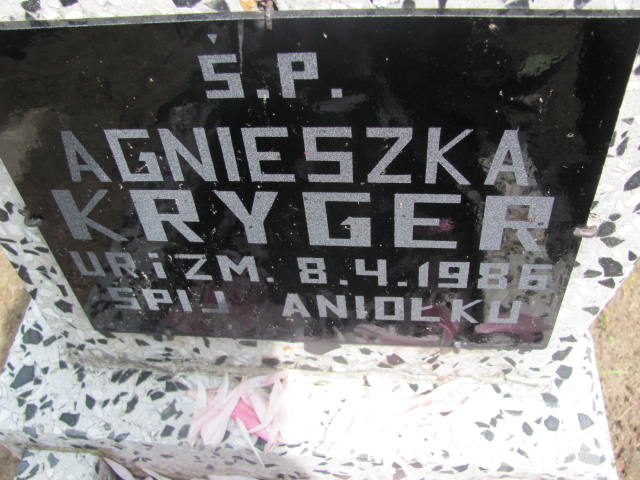 Ś.P.
AGNIESZKA
KRYGER
UR.i ZM. 8.4.1986
ŚPIJ ANIOŁKU